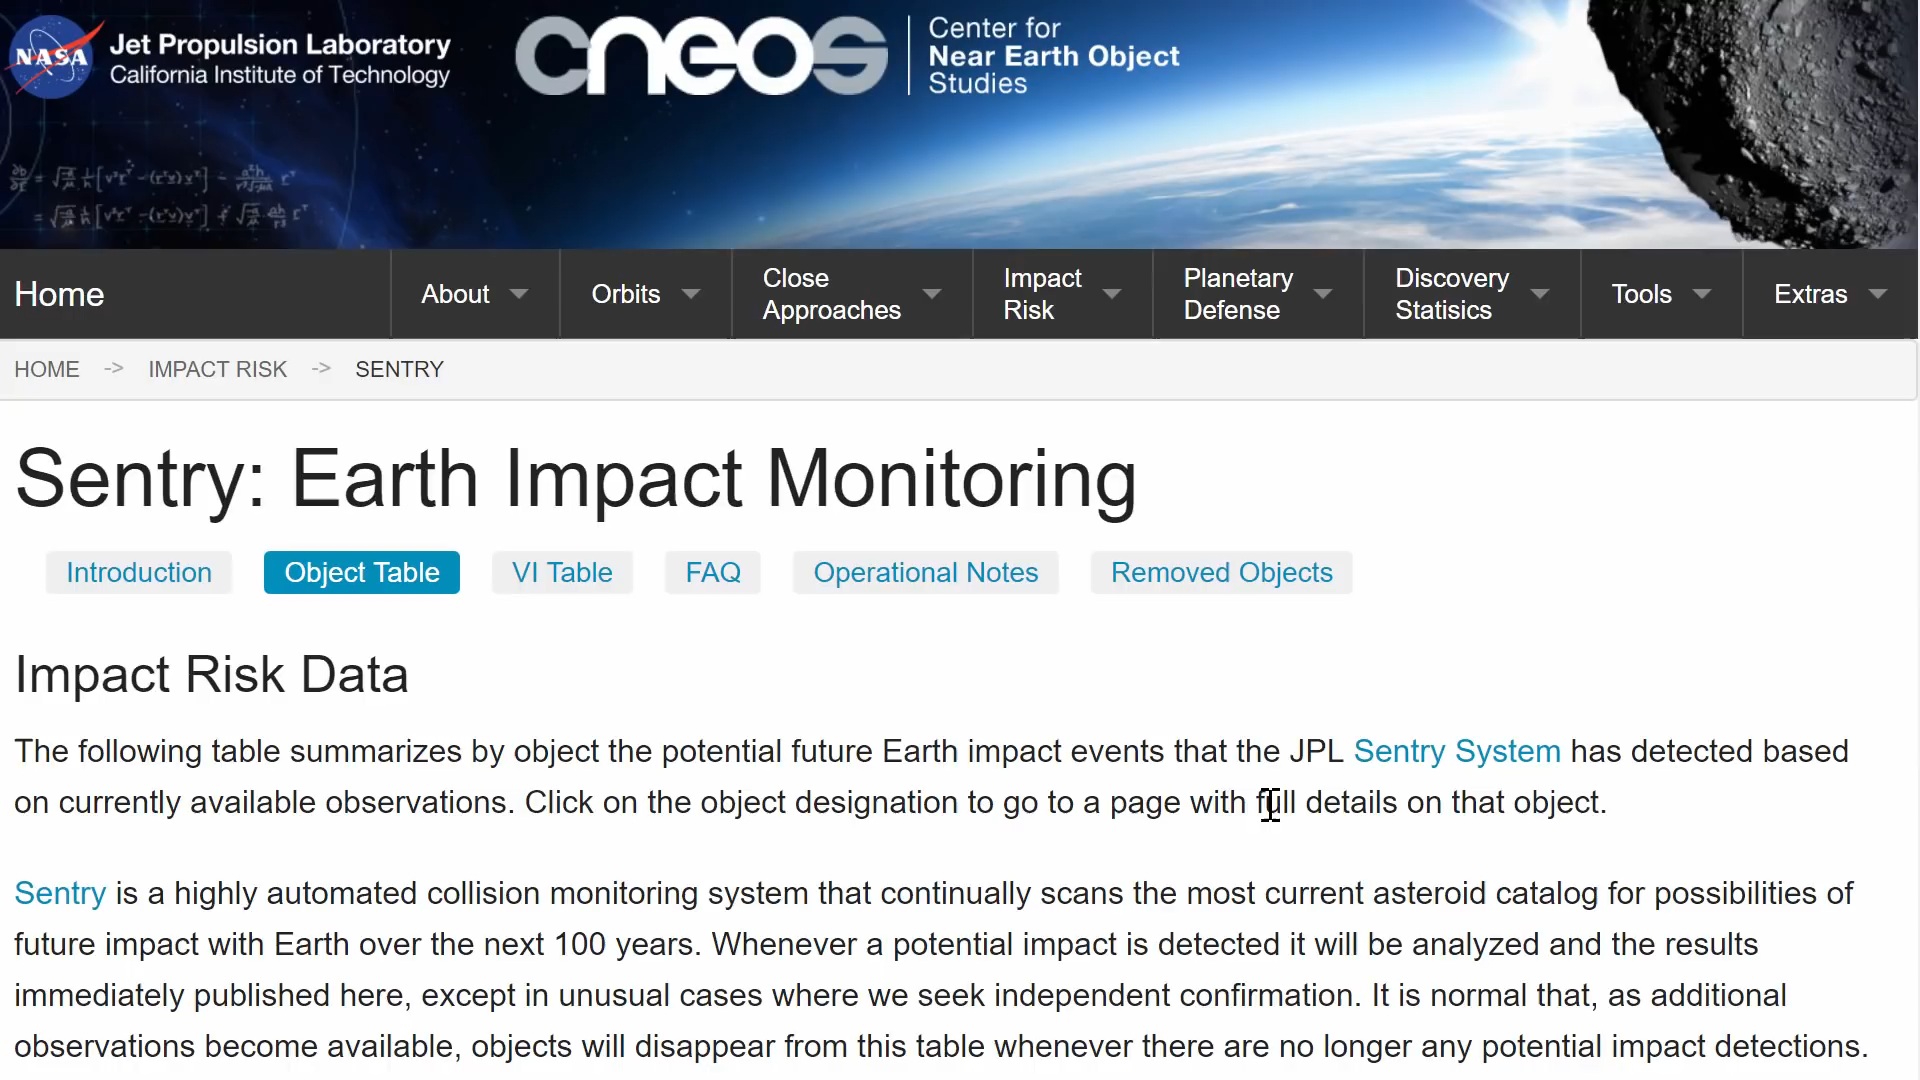 NASA
Jet Propulsion Laboratory
California Institute of Technology
cneos
Center for
Near Earth Object
Studies
Home
About
Orbits
Close
Approaches
Impact
Risk
Planetary
Defense
Discovery
Statisics
Tools
Extras
HOME -> IMPACT RISK -> SENTRY
Sentry: Earth Impact Monitoring
Introduction
Object Table
VI Table
FAQ
Operational Notes
Removed Objects
Impact Risk Data
The following table summarizes by object the potential future Earth impact events that the JPL Sentry System has detected based
on currently available observations. Click on the object designation to go to a page with full details on that object.
Sentry is a highly automated collision monitoring system that continually scans the most current asteroid catalog for possibilities of
future impact with Earth over the next 100 years. Whenever a potential impact is detected it will be analyzed and the results
immediately published here, except in unusual cases where we seek independent confirmation. It is normal that, as additional
observations become available, objects will disappear from this table whenever there are no longer any potential impact detections.